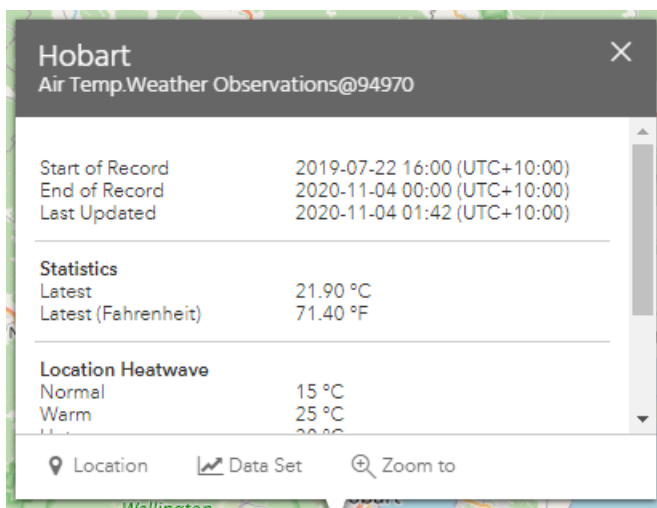 Hobart
Air Temp.Weather Observations@94970
Start of Record 2019-07-22 16:00 (UTC+10:00)
End of Record 2020-11-04 00:00 (UTC+10:00)
Last Updated 2020-11-04 01:42 (UTC+10:00)
Statistics
Latest 21.90 °C
Latest (Fahrenheit) 71.40 °F
Location Heatwave
Normal 15 °C
Warm 25 °C
Location Data Set Zoom to
Wellington